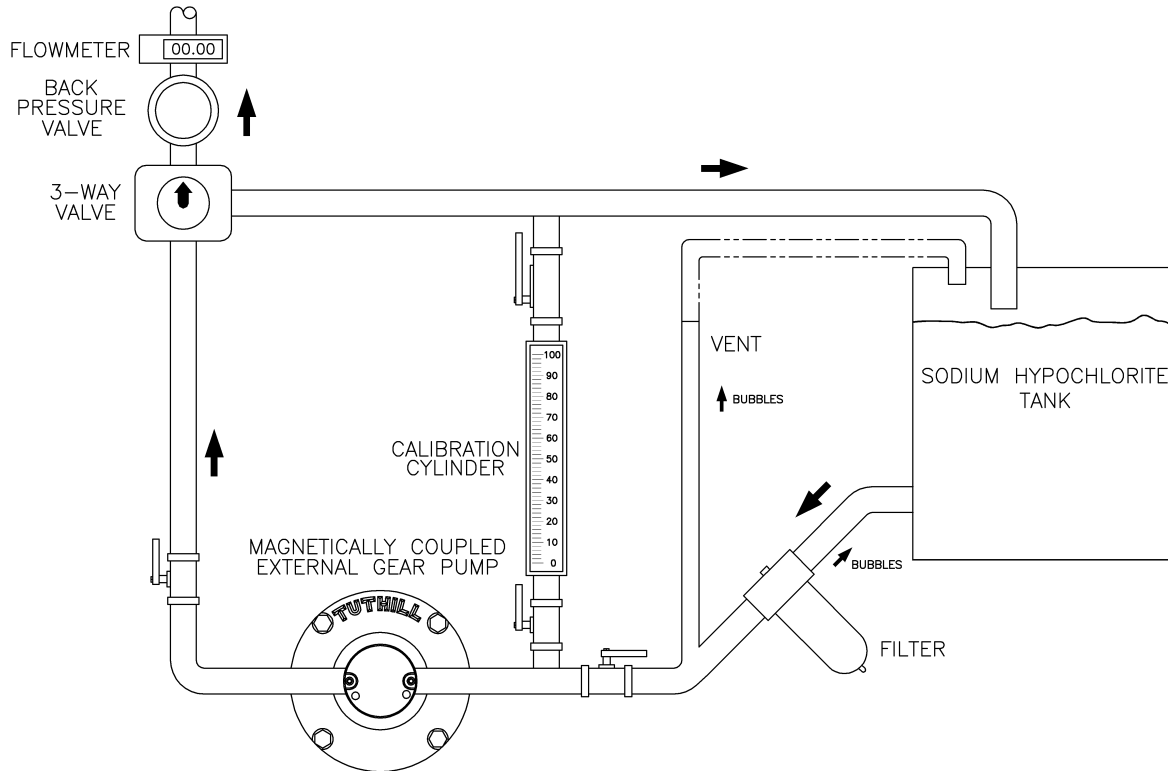 FLOWMETER
00.00
BACK
PRESSURE
VALVE
3-WAY
VALVE
VENT
BUBBLES
SODIUM HYPOCHLORITE
TANK
CALIBRATION
CYLINDER
100
90
80
70
60
50
40
30
20
10
0
MAGNETICALLY COUPLED
EXTERNAL GEAR PUMP
TUTHILL
BUBBLES
FILTER